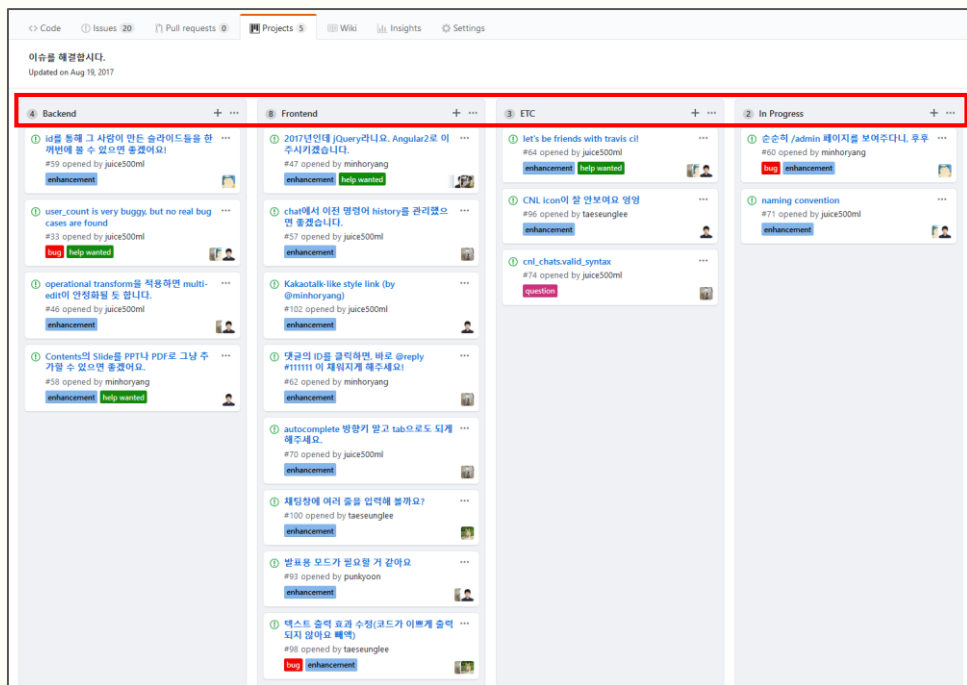 Code Issues 20 Pull requests 0 Projects 5 Wiki Insights Settings
이슈를 해결합시다.
Updated on Aug 19, 2017
4 Backend
id를 통해 그 사람이 만든 슬라이드들을 한
꺼번에 볼 수 있으면 좋겠어요!
#59 opened by juice500ml
enhancement
user_count is very buggy, but no real bug
cases are found
#33 opened by juice500ml
bug help wanted
operational transform을 적용하면 multi-
edit이 안정화될 듯 합니다.
#46 opened by juice500ml
enhancement
Contents의 Slide를 PPT나 PDF로 그냥 추
가할 수 있으면 좋겠어요.
#58 opened by minhoryang
enhancement help wanted
8 Frontend
2017년인데 jQuery라니요. Angular2로 이
주시키겠습니다.
#47 opened by minhoryang
enhancement help wanted
chat에서 이전 명령어 history를 관리했으
면 좋겠습니다.
#57 opened by juice500ml
enhancement
Kakaotalk-like style link (by
@minhoryang)
#102 opened by juice500ml
enhancement
댓글의 ID를 클릭하면, 바로 @reply
#111111 이 채워지게 해주세요!
#62 opened by minhoryang
enhancement
autocomplete 방향키 말고 tab으로도 되게
해주세요.
#70 opened by juice500ml
enhancement
채팅창에 여러 줄을 입력해 볼까요?
#100 opened by taeseunglee
enhancement
발표용 모드가 필요할 거 같아요
#93 opened by punkyoon
enhancement
텍스트 출력 효과 수정(코드가 이쁘게 출력
되지 않아요 빼액)
#98 opened by taeseunglee
bug enhancement
3 ETC
let's be friends with travis ci!
#64 opened by juice500ml
enhancement help wanted
CNL icon이 잘 안보여요 엉엉
#96 opened by taeseunglee
enhancement
cnl_chats.valid_syntax
#74 opened by juice500ml
question
2 In Progress
순순히 /admin 페이지를 보여주다니, 후후
#60 opened by minhoryang
bug enhancement
naming convention
#71 opened by juice500ml
enhancement